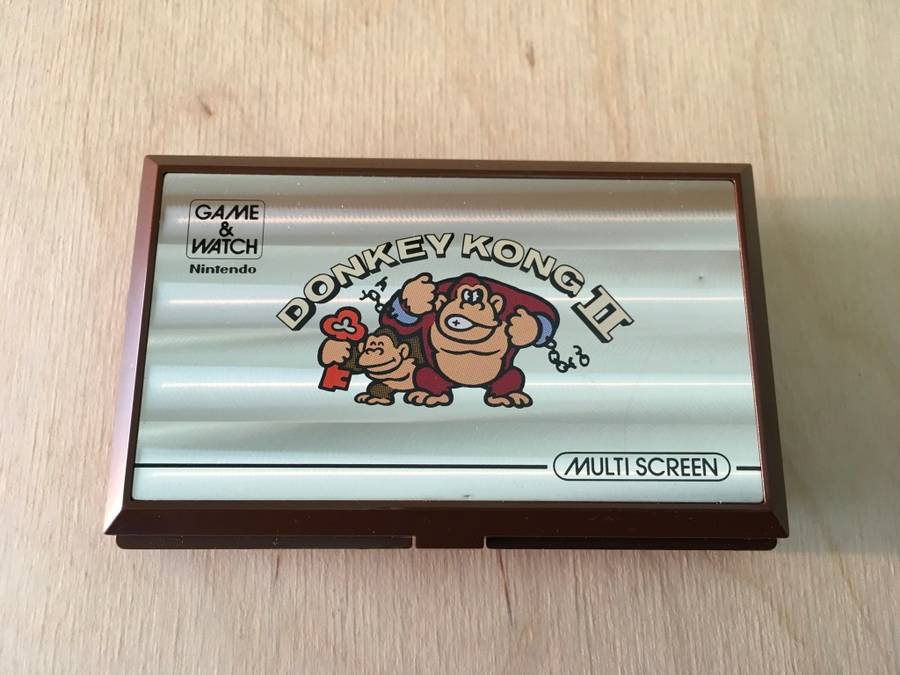 GAME
&
WATCH
Nintendo
DONKEY KONG II
MULTI SCREEN